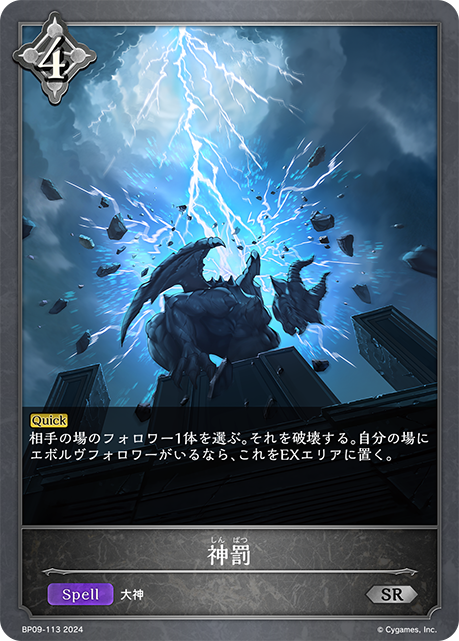 4
Quick
相手の場のフォロワー1体を選ぶ。それを破壊する。自分の場に
エボルヴフォロワーがいるなら、これをEXエリアに置く。
しん ばつ
神罰
Spell 大神 SR
BP09-113 2024 © Cygames, Inc.